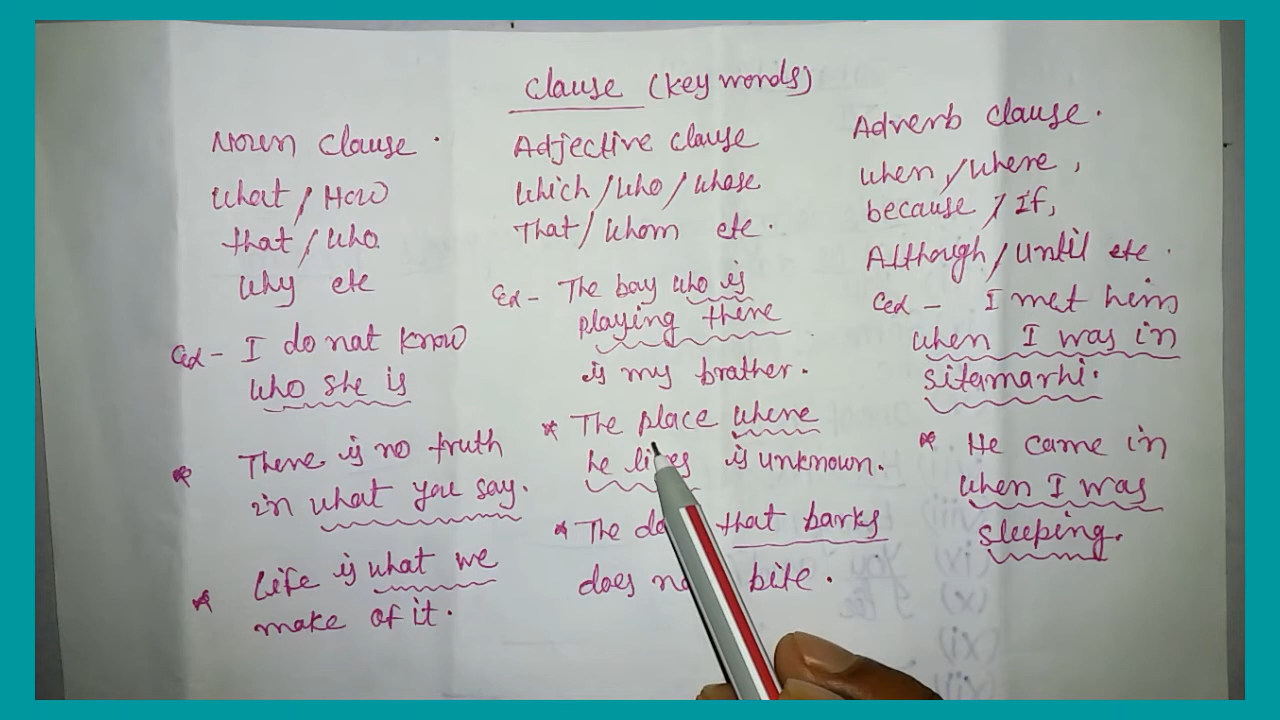 Clause (Key words)
Noun Clause.
What / How
that / Who
Why etc
Ex - I do not know
who she is
* There is no truth
in what you say.
* Life is what we
make of it.
Adjective clause
Which / Who / Whose
That / Whom etc.
Ex - The boy who is
playing there
is my brother.
* The place where
he lives is unknown.
* The that barks
does bite.
Adverb clause.
When / Where,
because / If,
Although / Until etc.
Ex - I met him
when I was in
sitamarhi.
* He came in
when I was
sleeping.